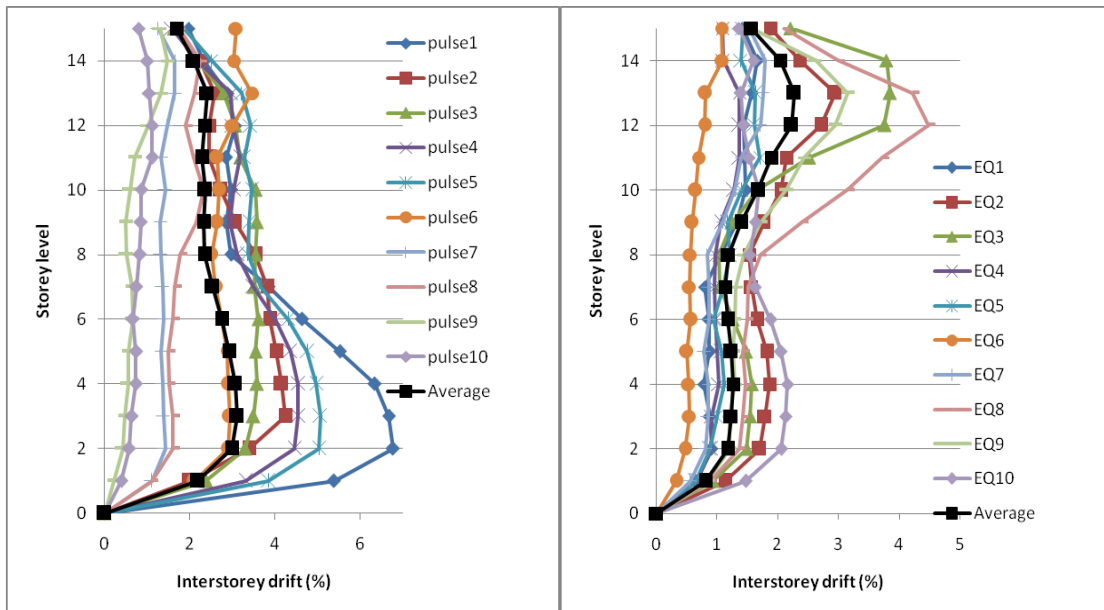 Storey level
14
12
10
8
6
4
2
0
0 2 4 6
Interstorey drift (%)
pulse1
pulse2
pulse3
pulse4
pulse5
pulse6
pulse7
pulse8
pulse9
pulse10
Average
Storey level
14
12
10
8
6
4
2
0
0 1 2 3 4 5
Interstorey drift (%)
EQ1
EQ2
EQ3
EQ4
EQ5
EQ6
EQ7
EQ8
EQ9
EQ10
Average